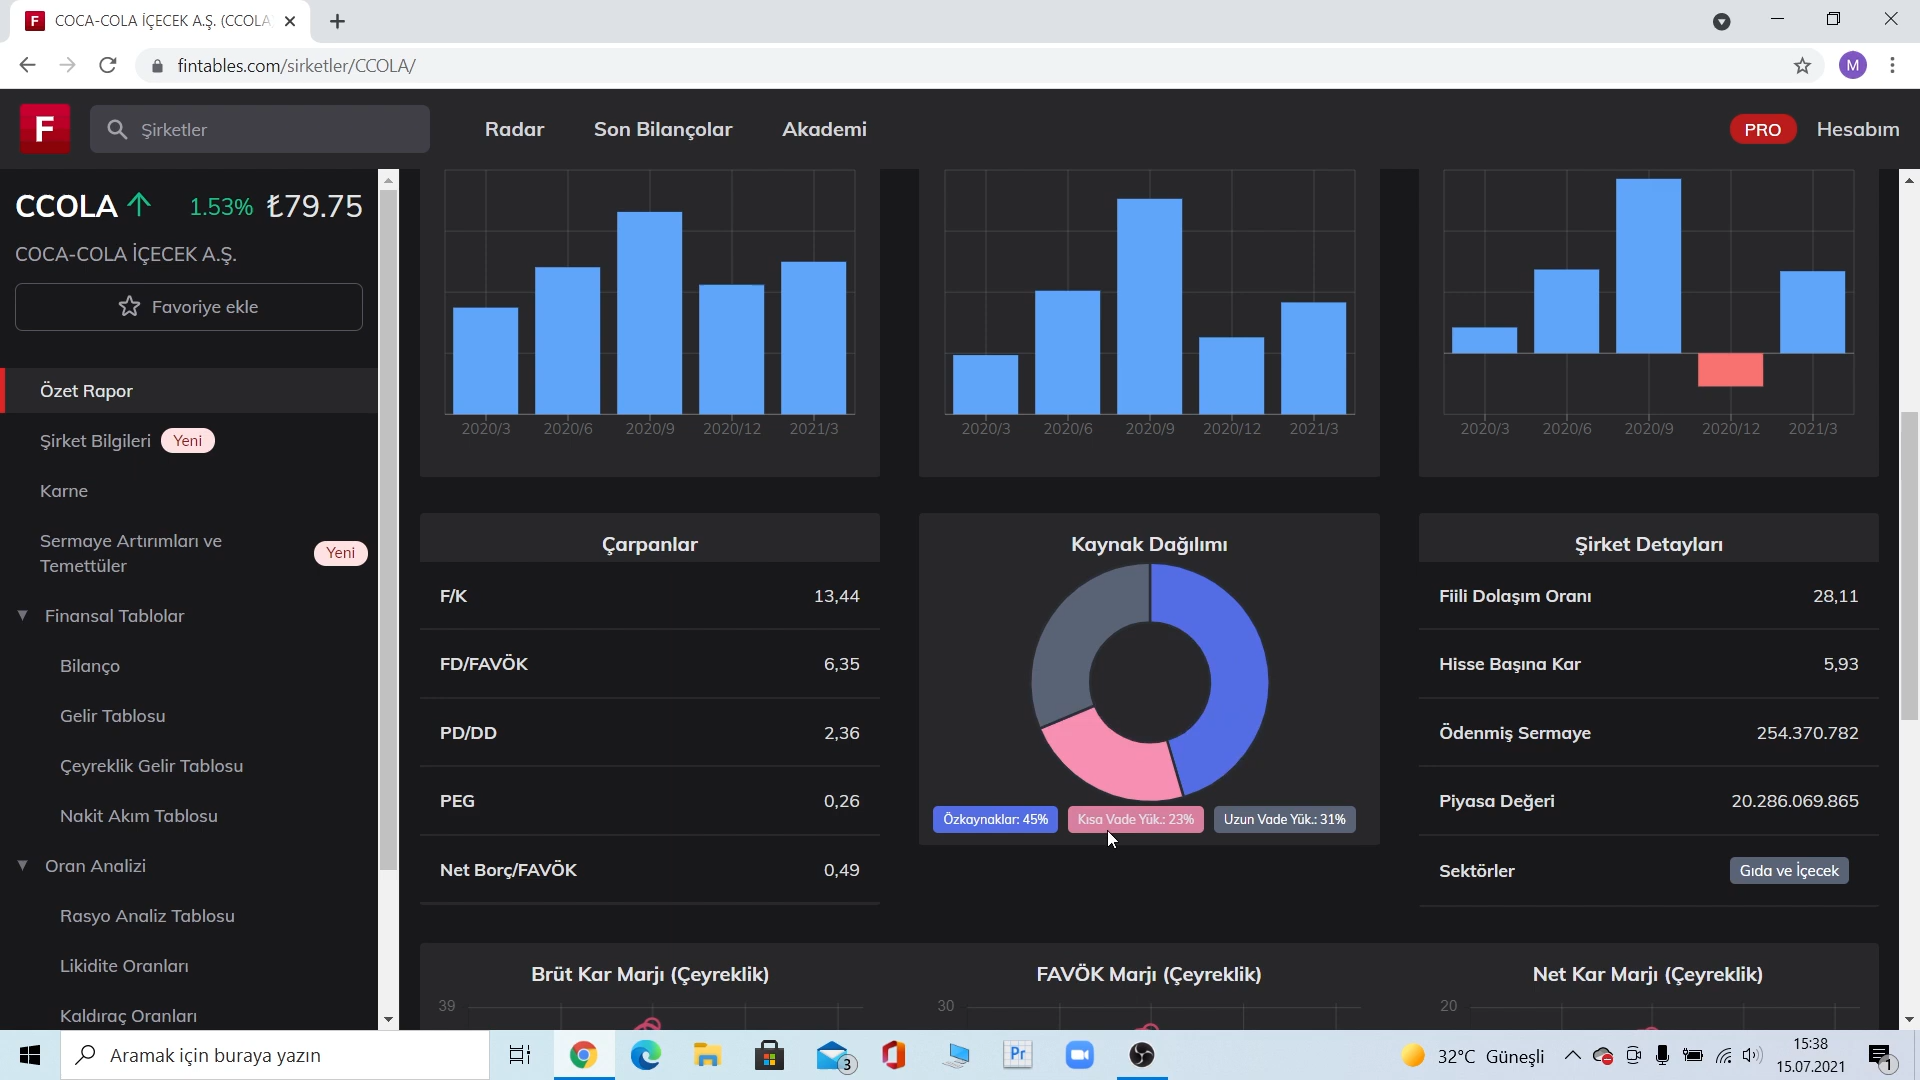 COCA-COLA İÇECEK A.Ş. (CCOLA
fintables.com/sirketler/CCOLA/
M
F
Şirketler
Radar
Son Bilançolar
Akademi
PRO
Hesabım
CCOLA
1.53%
₺79.75
COCA-COLA İÇECEK A.Ş.
Favoriye ekle
Özet Rapor
Şirket Bilgileri
Yeni
Karne
Sermaye Artırımları ve
Temettüler
Yeni
Finansal Tablolar
Bilanço
Gelir Tablosu
Çeyreklik Gelir Tablosu
Nakit Akım Tablosu
Oran Analizi
Rasyo Analiz Tablosu
Likidite Oranları
Kaldıraç Oranları
2020/3 2020/6 2020/9 2020/12 2021/3
2020/3 2020/6 2020/9 2020/12 2021/3
2020/3 2020/6 2020/9 2020/12 2021/3
Çarpanlar
F/K 13,44
FD/FAVÖK 6,35
PD/DD 2,36
PEG 0,26
Net Borç/FAVÖK 0,49
Kaynak Dağılımı
Özkaynaklar: 45%
Kısa Vade Yük.: 23%
Uzun Vade Yük.: 31%
Şirket Detayları
Fiili Dolaşım Oranı 28,11
Hisse Başına Kar 5,93
Ödenmiş Sermaye 254.370.782
Piyasa Değeri 20.286.069.865
Sektörler Gıda ve İçecek
Brüt Kar Marjı (Çeyreklik)
39
FAVÖK Marjı (Çeyreklik)
30
Net Kar Marjı (Çeyreklik)
20
Aramak için buraya yazın
3
Pr
32°C Güneşli
15:38
15.07.2021
1